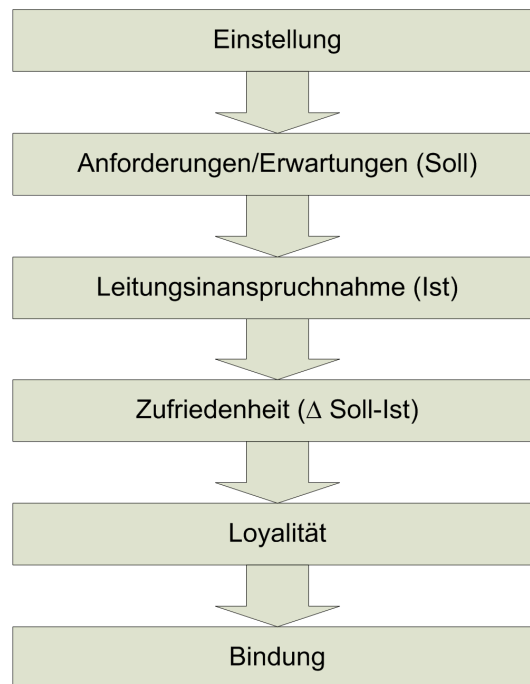 Einstellung
Anforderungen/Erwartungen (Soll)
Leitungsinanspruchnahme (Ist)
Zufriedenheit (Δ Soll-Ist)
Loyalität
Bindung